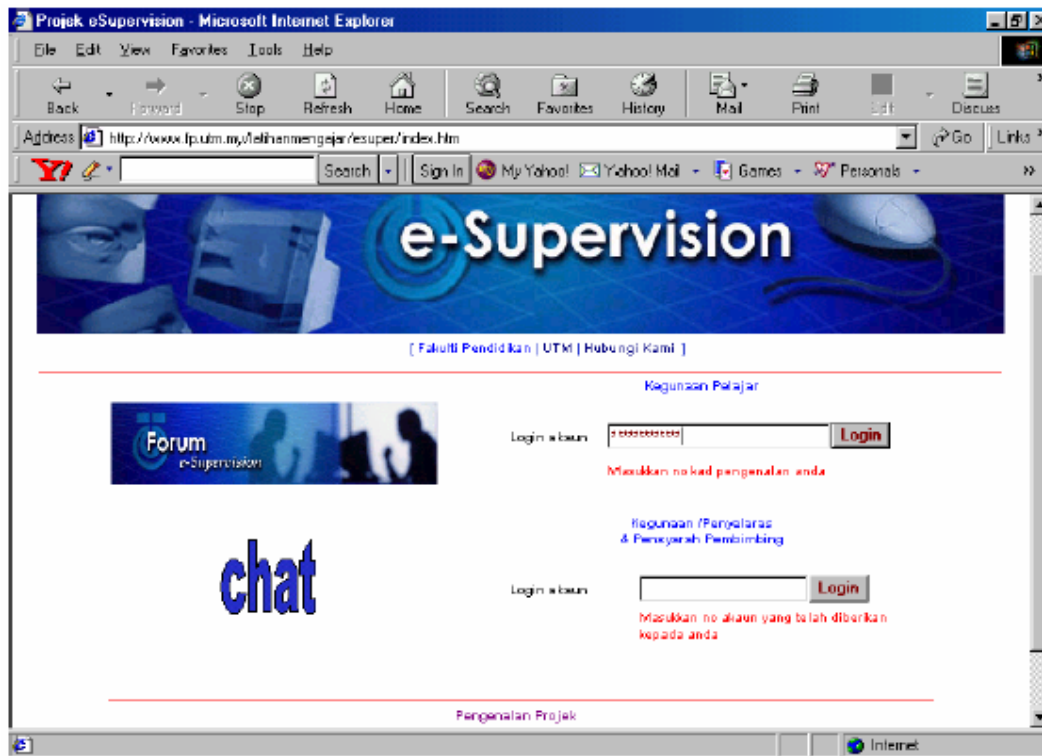 Projek eSupervision - Microsoft Internet Explorer
File Edit View Favorites Tools Help
Back Forward Stop Refresh Home Search Favorites History Mail Print Edit Discuss
Address http://www.fp.utm.my/latihanmengajar/esuper/index.htm Go Links
Y! Search Sign In My Yahoo! Yahoo! Mail Games Personals
e-Supervision
[ Fakulti Pendidikan | UTM | Hubungi Kami ]
Kegunaan Pelajar
Forum
e-Supervision
Login akaun Login
Masukkan no kad pengenalan anda
Kegunaan /Penyelaras
& Pensyarah Pembimbing
chat
Login akaun Login
Masukkan no akaun yang telah diberikan
kepada anda
Pengenalan Projek
Internet